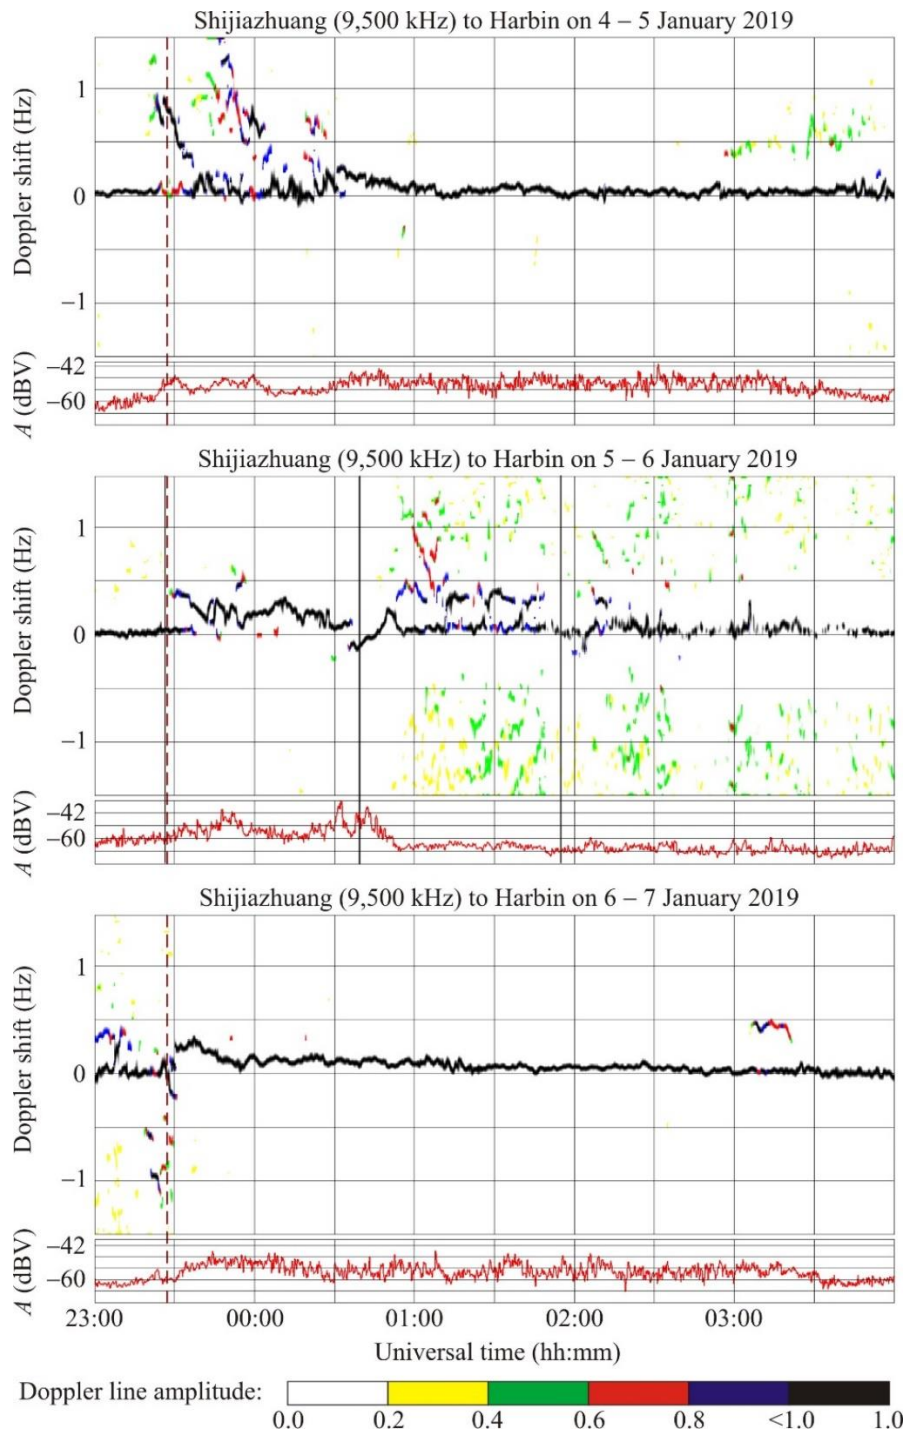 Shijiazhuang (9,500 kHz) to Harbin on 4 – 5 January 2019
Doppler shift (Hz)
1
0
−1
A (dBV)
−42
−60
Shijiazhuang (9,500 kHz) to Harbin on 5 – 6 January 2019
Doppler shift (Hz)
1
0
−1
A (dBV)
−42
−60
Shijiazhuang (9,500 kHz) to Harbin on 6 – 7 January 2019
Doppler shift (Hz)
1
0
−1
A (dBV)
−42
−60
23:00 00:00 01:00 02:00 03:00
Universal time (hh:mm)
Doppler line amplitude:
0.0 0.2 0.4 0.6 0.8 <1.0 1.0